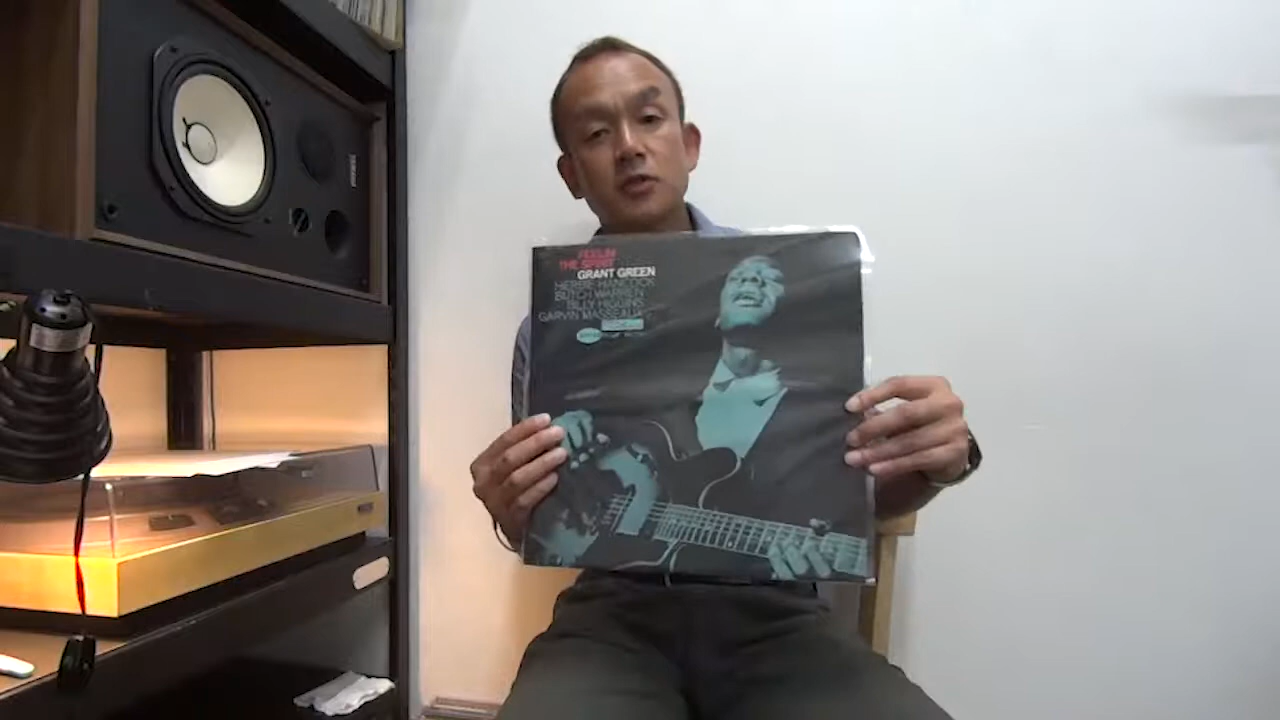 FEELIN'
THE SPIRIT
GRANT GREEN
HERBIE HANCOCK
BUTCH WARREN
BILLY HIGGINS
GARVIN MASSEAUX